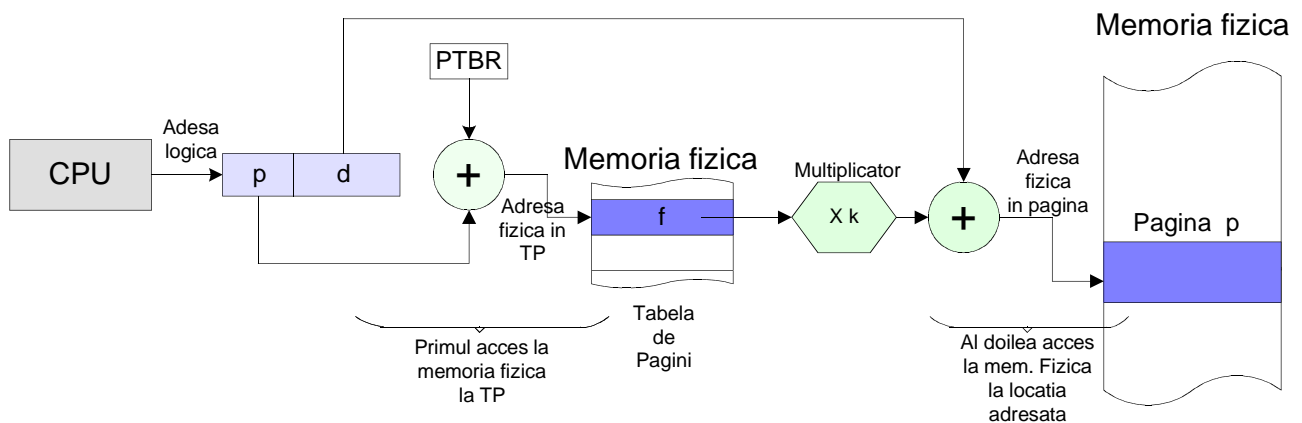 Memoria fizica
PTBR
Adesa
logica
CPU
p
d
+
Memoria fizica
Multiplicator
Adresa
fizica
in pagina
Adresa
fizica in
TP
f
X k
+
Pagina p
Tabela
de
Pagini
Primul acces la
memoria fizica
la TP
Al doilea acces
la mem. Fizica
la locatia
adresata